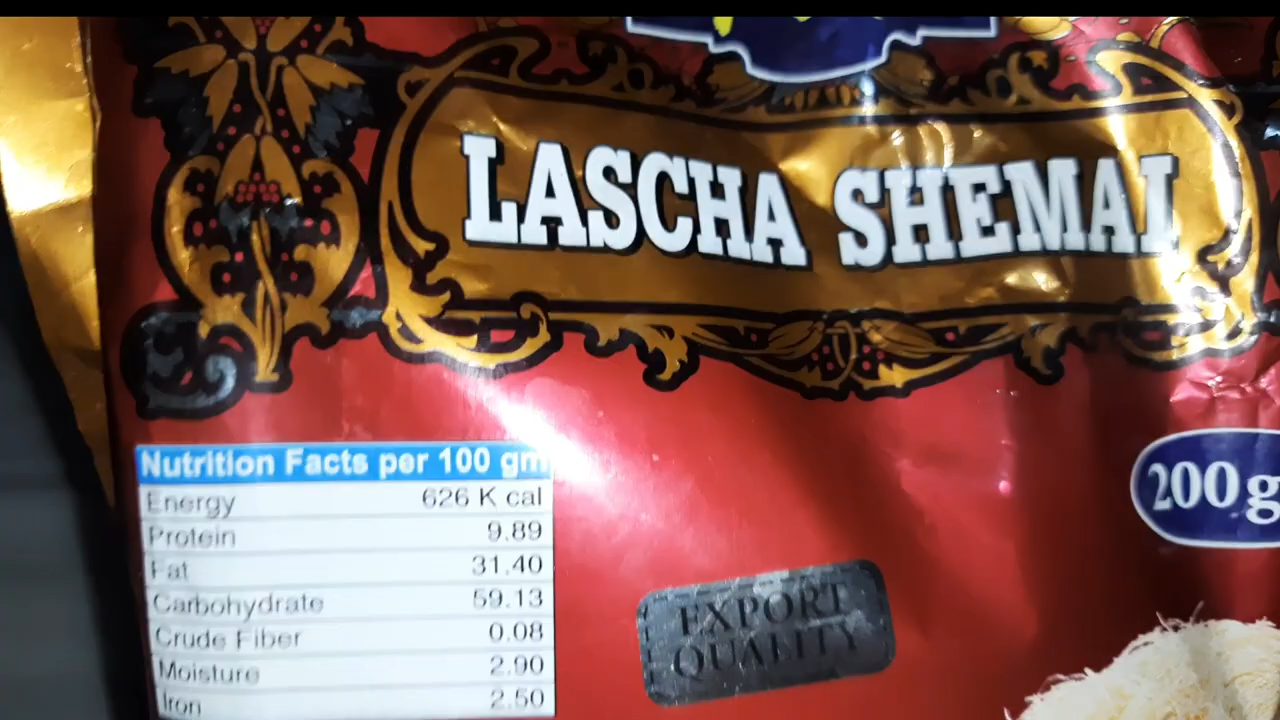 LASCHA SHEMAI
200g
Nutrition Facts per 100 gm
Energy 626 K cal
Protein 9.89
Fat 31.40
Carbohydrate 59.13
Crude Fiber 0.08
Moisture 2.90
Iron 2.50
EXPORT
QUALITY